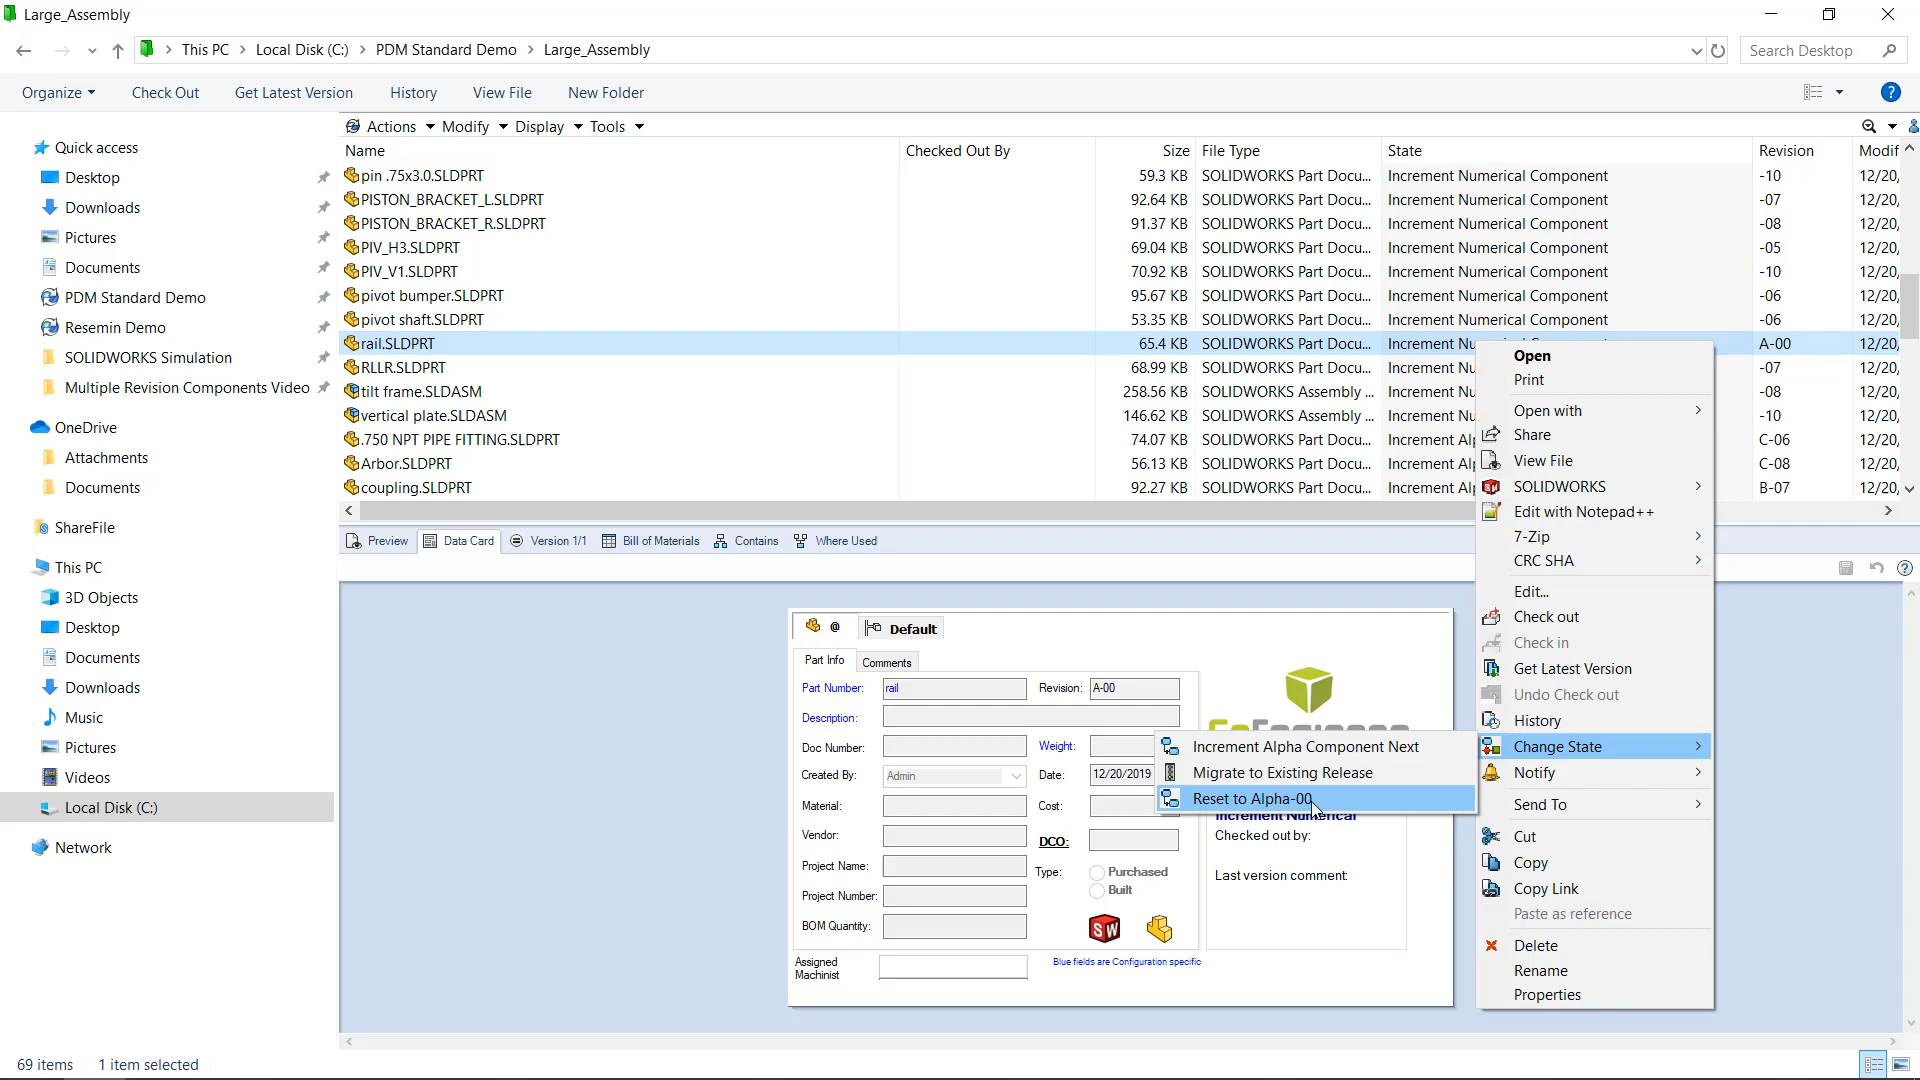 Large_Assembly
This PC > Local Disk (C:) > PDM Standard Demo > Large_Assembly
Search Desktop
Organize Check Out Get Latest Version History View File New Folder
Actions Modify Display Tools
Name Checked Out By Size File Type State Revision Modif
pin .75x3.0.SLDPRT 59.3 KB SOLIDWORKS Part Docu... Increment Numerical Component -10 12/20,
PISTON_BRACKET_L.SLDPRT 92.64 KB SOLIDWORKS Part Docu... Increment Numerical Component -07 12/20,
PISTON_BRACKET_R.SLDPRT 91.37 KB SOLIDWORKS Part Docu... Increment Numerical Component -08 12/20,
PIV_H3.SLDPRT 69.04 KB SOLIDWORKS Part Docu... Increment Numerical Component -05 12/20,
PIV_V1.SLDPRT 70.92 KB SOLIDWORKS Part Docu... Increment Numerical Component -10 12/20,
pivot bumper.SLDPRT 95.67 KB SOLIDWORKS Part Docu... Increment Numerical Component -06 12/20,
pivot shaft.SLDPRT 53.35 KB SOLIDWORKS Part Docu... Increment Numerical Component -06 12/20,
rail.SLDPRT 65.4 KB SOLIDWORKS Part Docu... Increment Nu A-00 12/20,
RLLR.SLDPRT 68.99 KB SOLIDWORKS Part Docu... Increment Nu -07 12/20,
tilt frame.SLDASM 258.56 KB SOLIDWORKS Assembly ... Increment Nu -08 12/20,
vertical plate.SLDASM 146.62 KB SOLIDWORKS Assembly ... Increment Nu -10 12/20,
.750 NPT PIPE FITTING.SLDPRT 74.07 KB SOLIDWORKS Part Docu... Increment Alp C-06 12/20,
Arbor.SLDPRT 56.13 KB SOLIDWORKS Part Docu... Increment Alp C-08 12/20,
coupling.SLDPRT 92.27 KB SOLIDWORKS Part Docu... Increment Alp B-07 12/20,
Quick access
Desktop
Downloads
Pictures
Documents
PDM Standard Demo
Resemin Demo
SOLIDWORKS Simulation
Multiple Revision Components Video
OneDrive
Attachments
Documents
ShareFile
This PC
3D Objects
Desktop
Documents
Downloads
Music
Pictures
Videos
Local Disk (C:)
Network
Preview Data Card Version 1/1 Bill of Materials Contains Where Used
@ Default
Part Info Comments
Part Number: rail Revision: A-00
Description:
Doc Number: Weight:
Created By: Admin Date: 12/20/2019
Material: Cost:
Vendor: DCO:
Project Name: Type: Purchased
Project Number: Built
BOM Quantity:
SW
Assigned
Machinist
Blue fields are Configuration specific
Increment Numerical
Checked out by:
Last version comment:
Increment Alpha Component Next
Migrate to Existing Release
Reset to Alpha-00
Open
Print
Open with
Share
View File
SOLIDWORKS
Edit with Notepad++
7-Zip
CRC SHA
Edit...
Check out
Check in
Get Latest Version
Undo Check out
History
Change State
Notify
Send To
Cut
Copy
Copy Link
Paste as reference
Delete
Rename
Properties
69 items 1 item selected